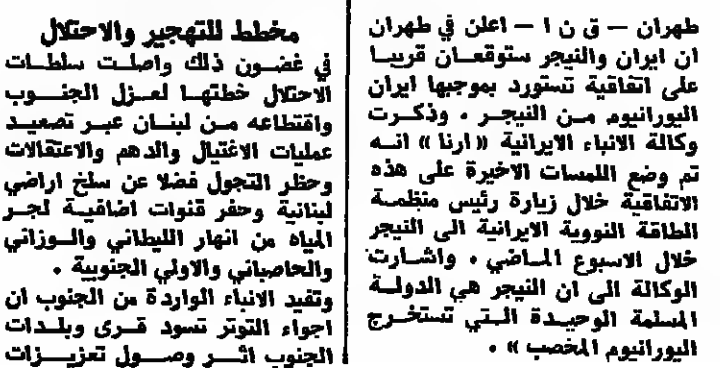 طهران — ق ن ا — اعلن في طهران
ان ايران والنيجر ستوقعان قريبا
على اتفاقية تستورد بموجبها ايران
اليورانيوم من النيجر . وذكرت
وكالة الانباء الايرانية « ارنا » انه
تم وضع اللمسات الاخيرة على هذه
الاتفاقية خلال زيارة رئيس منظمة
الطاقة النووية الايرانية الى النيجر
خلال الاسبوع الماضي . واشارت
الوكالة الى ان النيجر هي الدولة
المسلمة الوحيدة التي تستخرج
اليورانيوم المخصب » .
مخطط للتهجير والاحتلال
في غضون ذلك واصلت سلطات
الاحتلال خطتها لعزل الجنوب
واقتطاعه من لبنان عبر تصعيد
عمليات الاغتيال والدهم والاعتقالات
وحظر التجول فضلا عن سلخ اراضي
لبنانية وحفر قنوات اضافية لجر
المياه من انهار الليطاني والوزاني
والحاصباني والاولي الجنوبية .
وتفيد الانباء الواردة من الجنوب ان
اجواء التوتر تسود قرى وبلدات
الجنوب اثر وصول تعزيزات